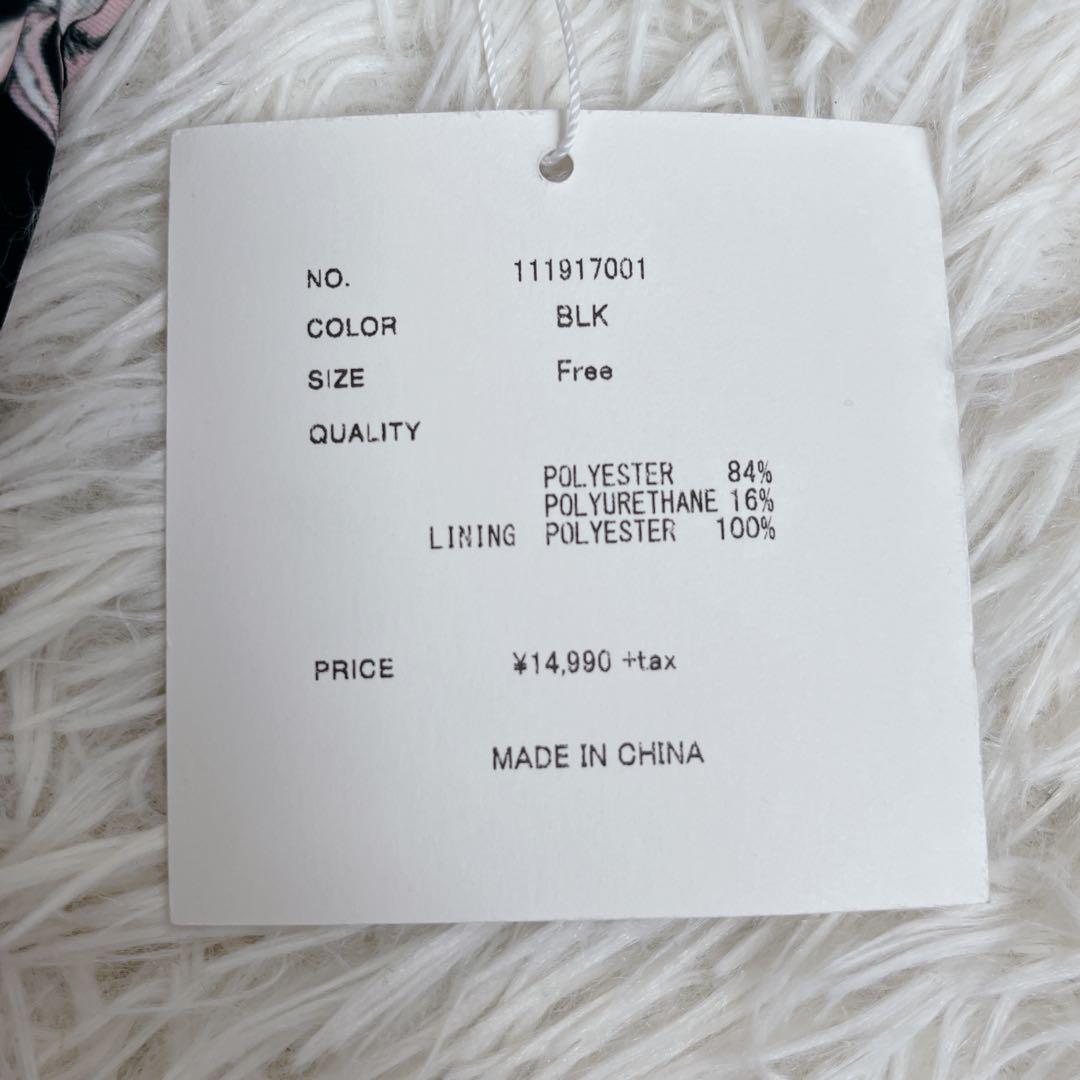 NO. 111917001
COLOR BLK
SIZE Free
QUALITY
POLYESTER 84%
POLYURETHANE 16%
LINING POLYESTER 100%
PRICE ¥14,990 +tax
MADE IN CHINA